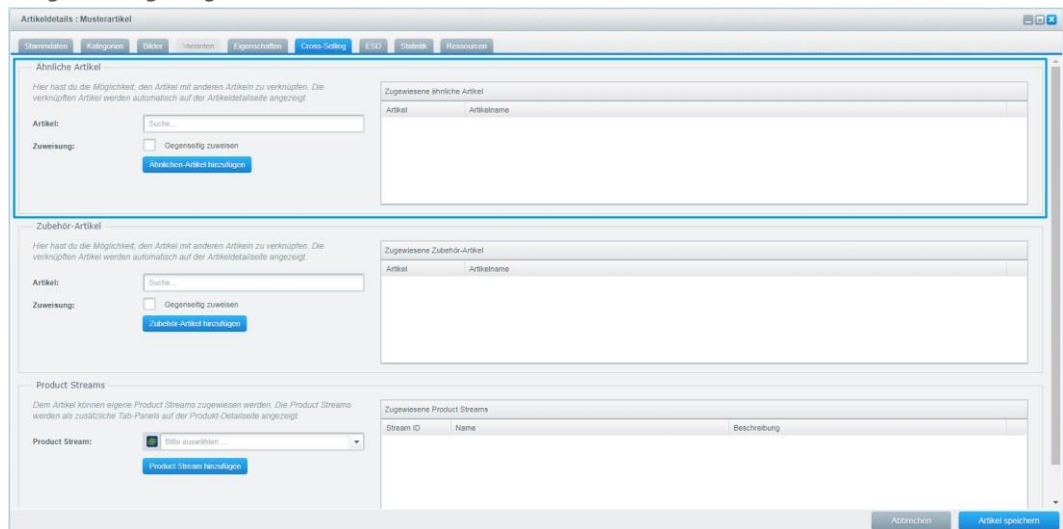 Artikeldetails : Musterartikel
Stammdaten Kategorien Bilder Varianten Eigenschaften Cross-Selling ESD Statistik Ressourcen
Ähnliche Artikel
Hier hast du die Möglichkeit, den Artikel mit anderen Artikeln zu verknüpfen. Die
verknüpften Artikel werden automatisch auf der Artikeldetailseite angezeigt.
Artikel: Suche...
Zuweisung: Gegenseitig zuweisen
Ähnlichen-Artikel hinzufügen
Zugewiesene ähnliche Artikel
Artikel Artikelname
Zubehör-Artikel
Hier hast du die Möglichkeit, den Artikel mit anderen Artikeln zu verknüpfen. Die
verknüpften Artikel werden automatisch auf der Artikeldetailseite angezeigt.
Artikel: Suche...
Zuweisung: Gegenseitig zuweisen
Zubehör-Artikel hinzufügen
Zugewiesene Zubehör-Artikel
Artikel Artikelname
Product Streams
Dem Artikel können eigene Product Streams zugewiesen werden. Die Product Streams
werden als zusätzliche Tab-Panels auf der Produkt-Detailseite angezeigt.
Product Stream: Bitte auswählen ...
Product Stream hinzufügen
Zugewiesene Product Streams
Stream ID Name Beschreibung
Abbrechen Artikel speichern